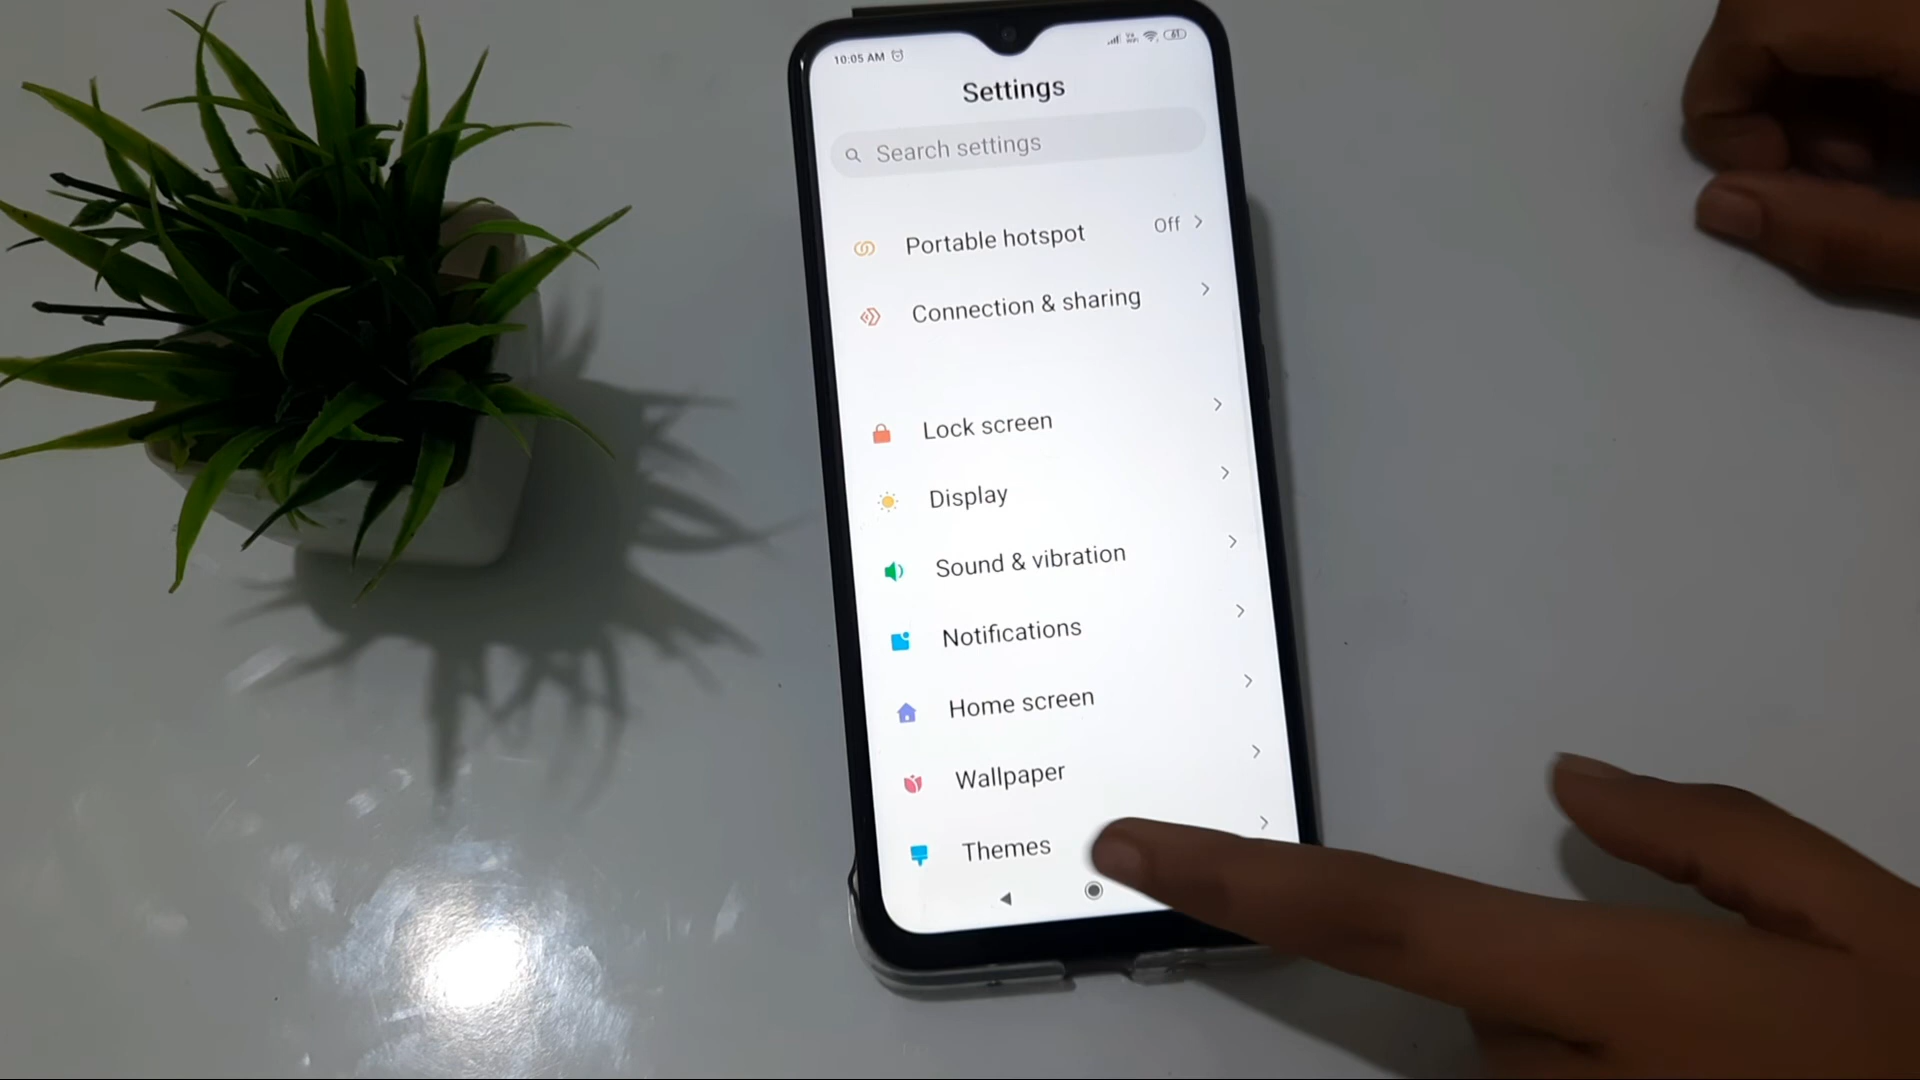 10:05 AM
61
Settings
Search settings
Portable hotspot Off
Connection & sharing
Lock screen
Display
Sound & vibration
Notifications
Home screen
Wallpaper
Themes